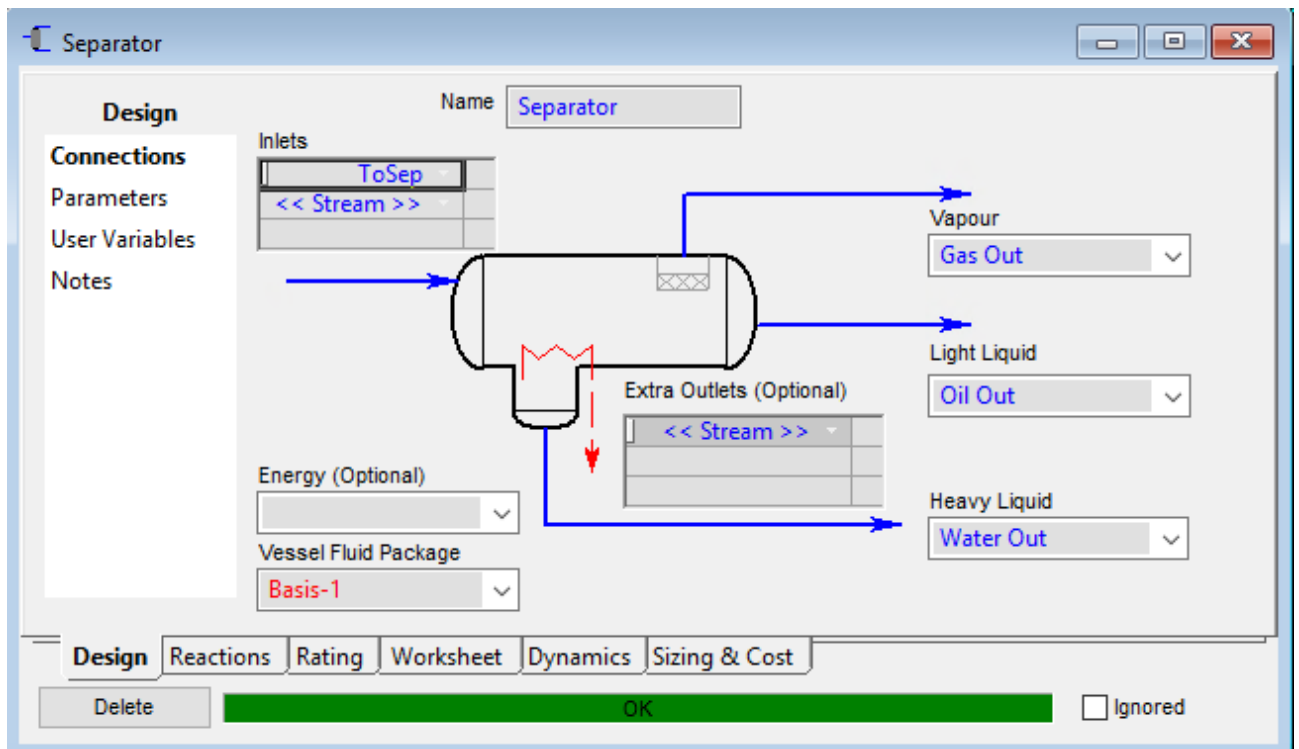 Separator
Design
Connections
Parameters
User Variables
Notes
Name
Separator
Inlets
ToSep
<< Stream >>
Vapour
Gas Out
Light Liquid
Oil Out
Extra Outlets (Optional)
<< Stream >>
Energy (Optional)
Heavy Liquid
Water Out
Vessel Fluid Package
Basis-1
Design Reactions Rating Worksheet Dynamics Sizing & Cost
Delete OK Ignored